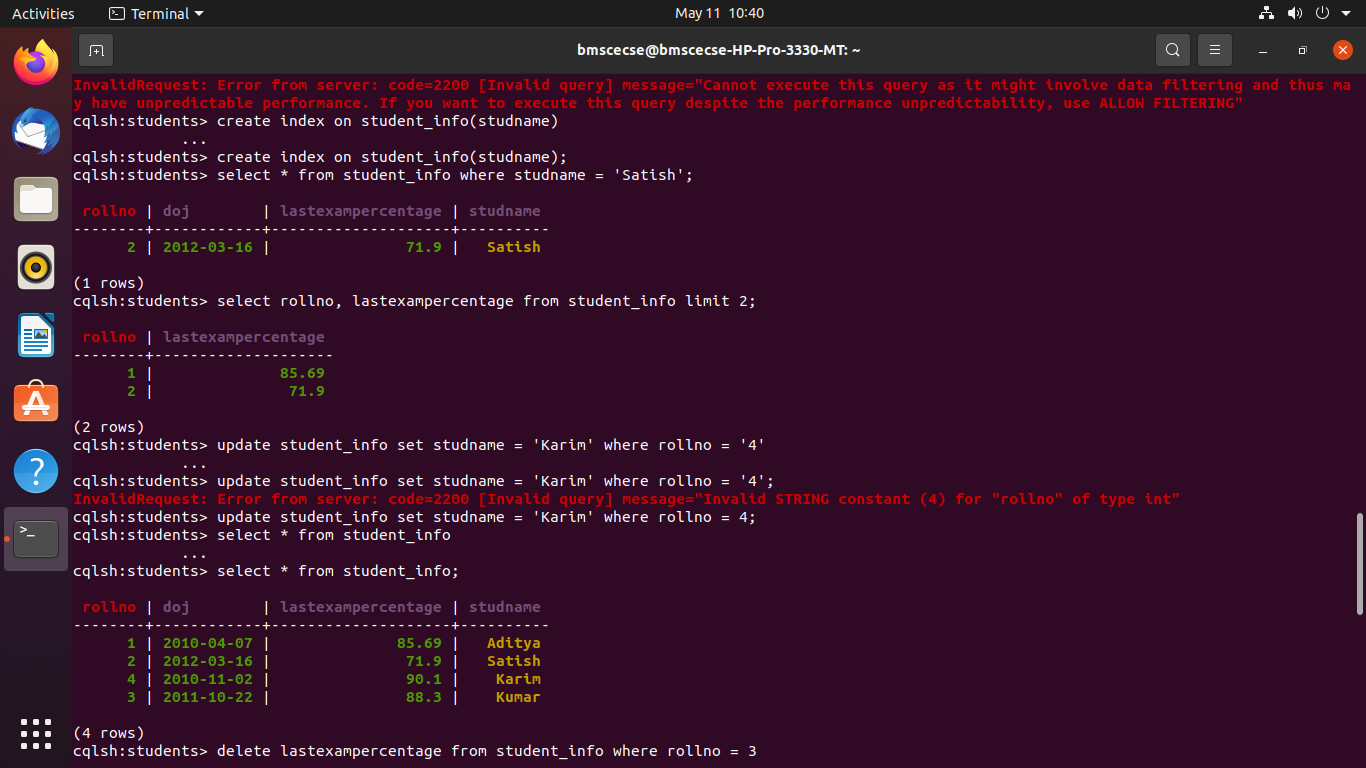 Activities Terminal May 11 10:40
bmscecse@bmscecse-HP-Pro-3330-MT: ~
InvalidRequest: Error from server: code=2200 [Invalid query] message="Cannot execute this query as it might involve data filtering and thus ma
y have unpredictable performance. If you want to execute this query despite the performance unpredictability, use ALLOW FILTERING"
cqlsh:students> create index on student_info(studname)
            ...
cqlsh:students> create index on student_info(studname);
cqlsh:students> select * from student_info where studname = 'Satish';
 rollno | doj        | lastexampercentage | studname
--------+------------+--------------------+----------
      2 | 2012-03-16 |               71.9 |   Satish
(1 rows)
cqlsh:students> select rollno, lastexampercentage from student_info limit 2;
 rollno | lastexampercentage
--------+--------------------
      1 |              85.69
      2 |               71.9
(2 rows)
cqlsh:students> update student_info set studname = 'Karim' where rollno = '4'
            ...
cqlsh:students> update student_info set studname = 'Karim' where rollno = '4';
InvalidRequest: Error from server: code=2200 [Invalid query] message="Invalid STRING constant (4) for "rollno" of type int"
cqlsh:students> update student_info set studname = 'Karim' where rollno = 4;
cqlsh:students> select * from student_info
            ...
cqlsh:students> select * from student_info;
 rollno | doj        | lastexampercentage | studname
--------+------------+--------------------+----------
      1 | 2010-04-07 |              85.69 |   Aditya
      2 | 2012-03-16 |               71.9 |   Satish
      4 | 2010-11-02 |               90.1 |    Karim
      3 | 2011-10-22 |               88.3 |    Kumar
(4 rows)
cqlsh:students> delete lastexampercentage from student_info where rollno = 3